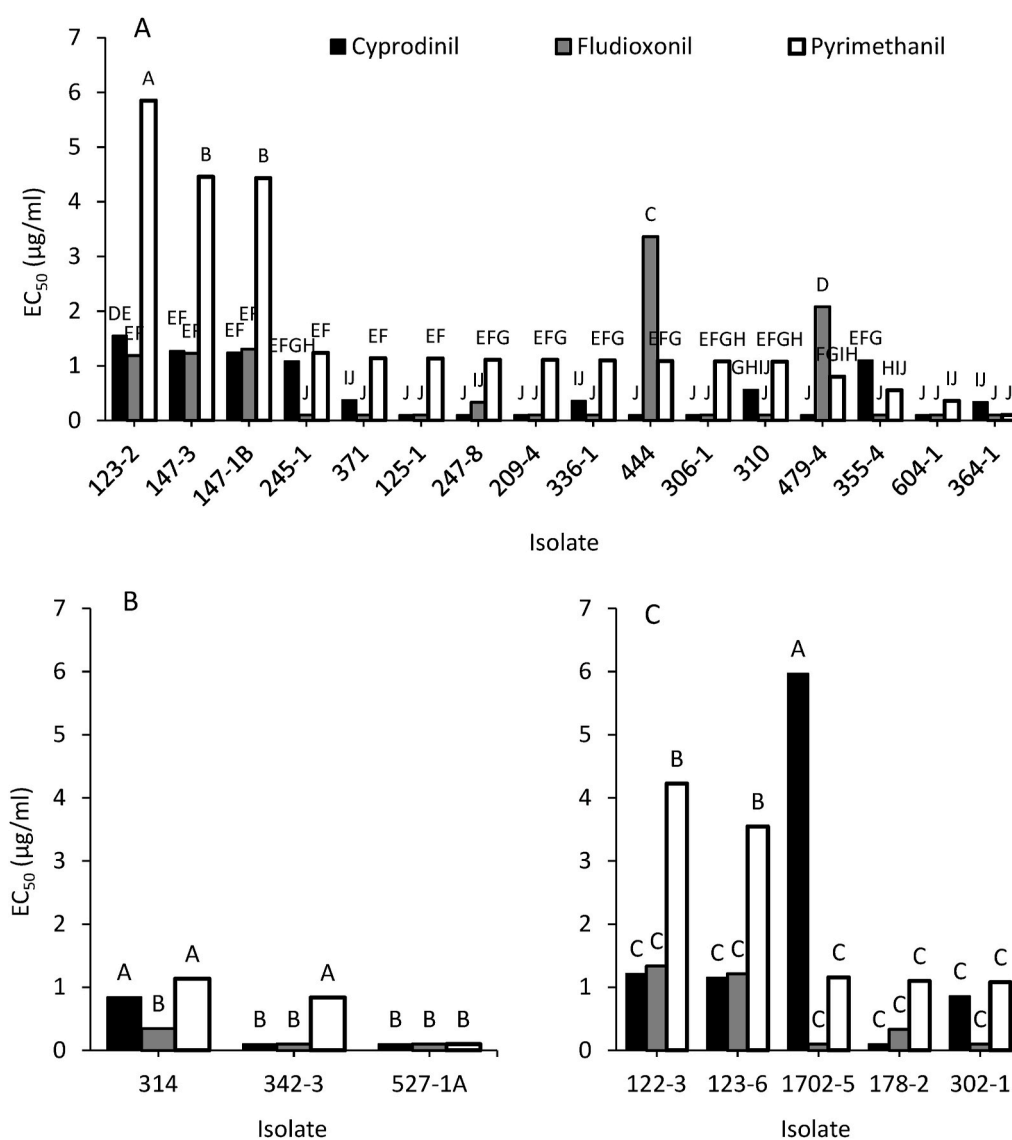 A
Cyprodinil Fludioxonil Pyrimethanil
7
6
5
4
3
2
1
0
EC50 (µg/ml)
DE EF A
EF EF B
EF EF B
EFGH J EF
IJ J EF
J J EF
J IJ EFG
J J EFG
IJ J EFG
J C EFG
J J EFGH
GHIJ J EFGH
J D FGIH
EFG J HIJ
J J IJ
IJ J J
123-2 147-3 147-1B 245-1 371 125-1 247-8 209-4 336-1 444 306-1 310 479-4 355-4 604-1 364-1
Isolate
B
7
6
5
4
3
2
1
0
EC50 (µg/ml)
A B A
B B A
B B B
314 342-3 527-1A
Isolate
C
7
6
5
4
3
2
1
0
C C B
C C B
A C C
C C C
C C C
122-3 123-6 1702-5 178-2 302-1
Isolate